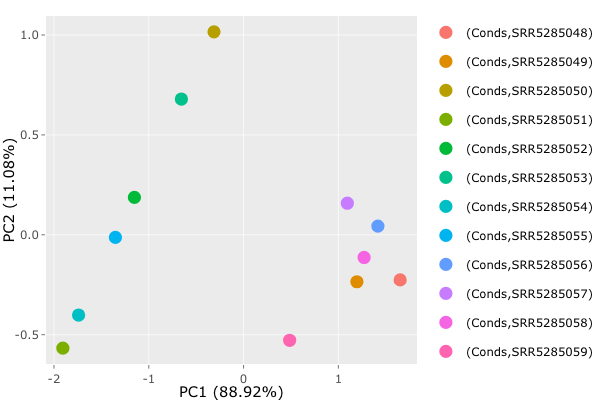 1.0
0.5
0.0
-0.5
PC2 (11.08%)
-2
-1
0
1
PC1 (88.92%)
(Conds,SRR5285048)
(Conds,SRR5285049)
(Conds,SRR5285050)
(Conds,SRR5285051)
(Conds,SRR5285052)
(Conds,SRR5285053)
(Conds,SRR5285054)
(Conds,SRR5285055)
(Conds,SRR5285056)
(Conds,SRR5285057)
(Conds,SRR5285058)
(Conds,SRR5285059)